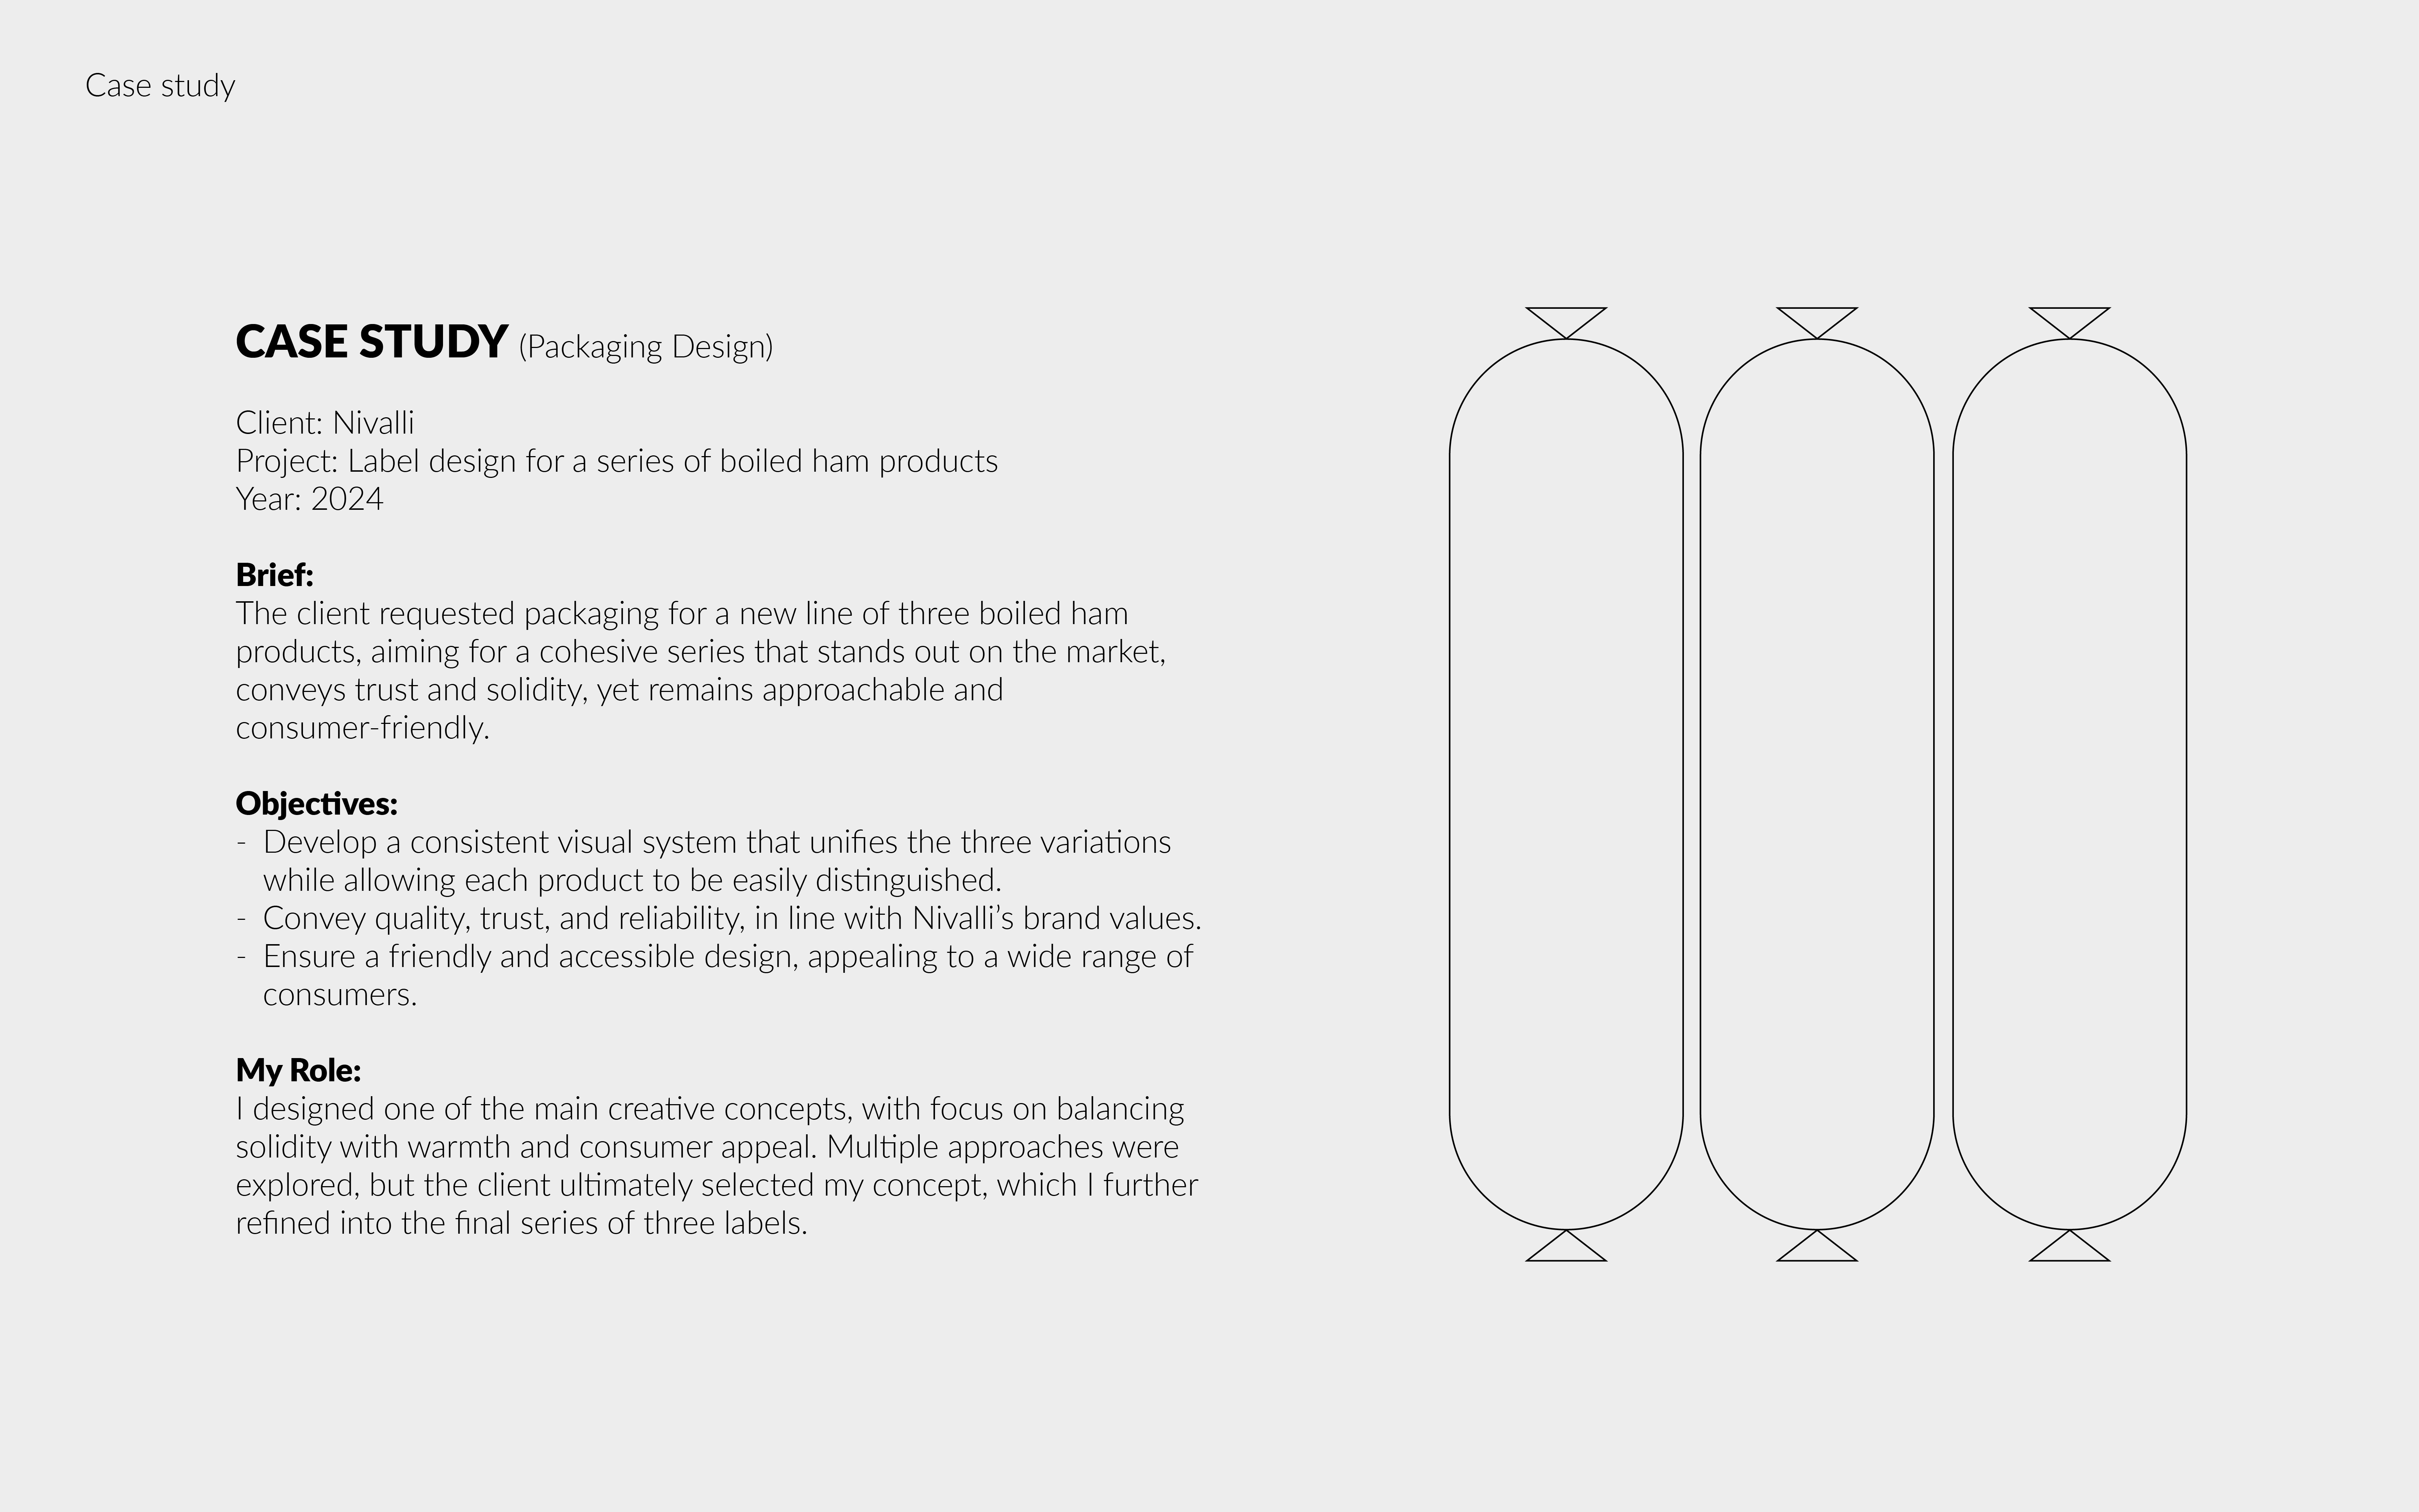 Case study
CASE STUDY (Packaging Design)
Client: Nivalli
Project: Label design for a series of boiled ham products
Year: 2024
Brief:
The client requested packaging for a new line of three boiled ham
products, aiming for a cohesive series that stands out on the market,
conveys trust and solidity, yet remains approachable and
consumer-friendly.
Objectives:
- Develop a consistent visual system that unifies the three variations
while allowing each product to be easily distinguished.
- Convey quality, trust, and reliability, in line with Nivalli’s brand values.
- Ensure a friendly and accessible design, appealing to a wide range of
consumers.
My Role:
I designed one of the main creative concepts, with focus on balancing
solidity with warmth and consumer appeal. Multiple approaches were
explored, but the client ultimately selected my concept, which I further
refined into the final series of three labels.